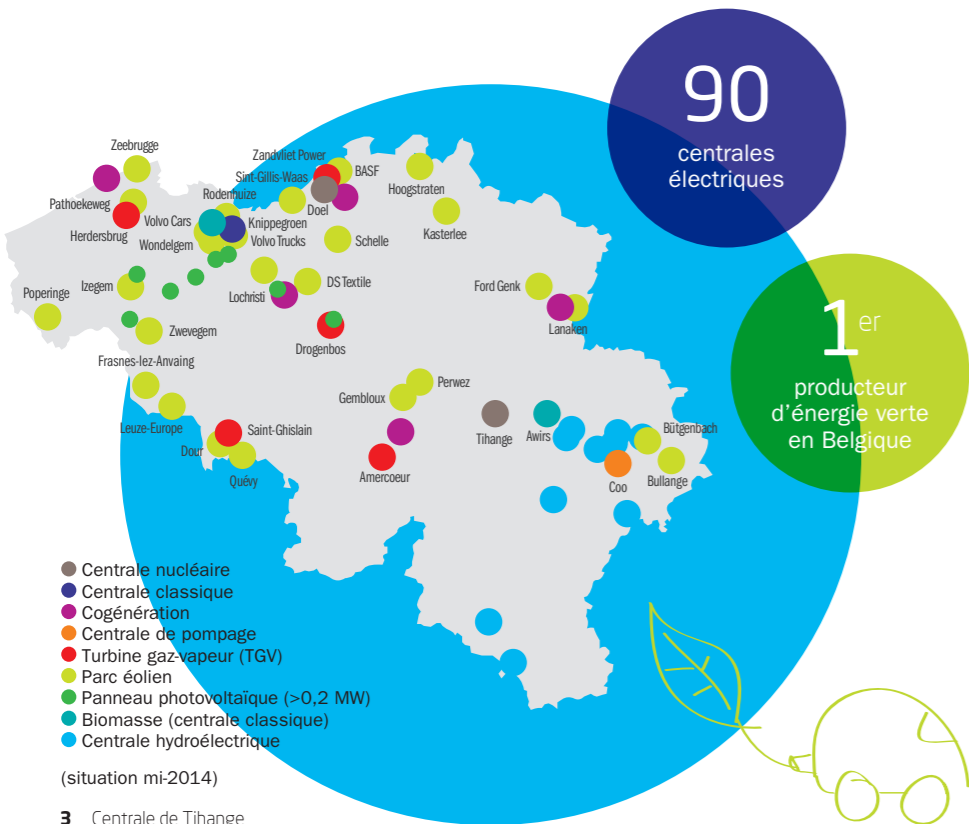 90
centrales
électriques
1er
producteur
d'énergie verte
en Belgique
Zeebrugge
Zandvliet Power
BASF
Sint-Gillis-Waas
Hoogstraten
Pathoekeweg
Rodenhuize
Doel
Kasterlee
Volvo Cars
Knippegroen
Herdersbrug
Wondelgem
Volvo Trucks
Schelle
Izegem
DS Textile
Ford Genk
Poperinge
Lochristi
Lanaken
Zwevegem
Drogenbos
Frasnes-lez-Anvaing
Perwez
Gembloux
Leuze-Europe
Saint-Ghislain
Tihange
Awirs
Bütgenbach
Dour
Quévy
Amercoeur
Coo
Bullange
Centrale nucléaire
Centrale classique
Cogénération
Centrale de pompage
Turbine gaz-vapeur (TGV)
Parc éolien
Panneau photovoltaïque (>0,2 MW)
Biomasse (centrale classique)
Centrale hydroélectrique
(situation mi-2014)
3 Centrale de Tihange